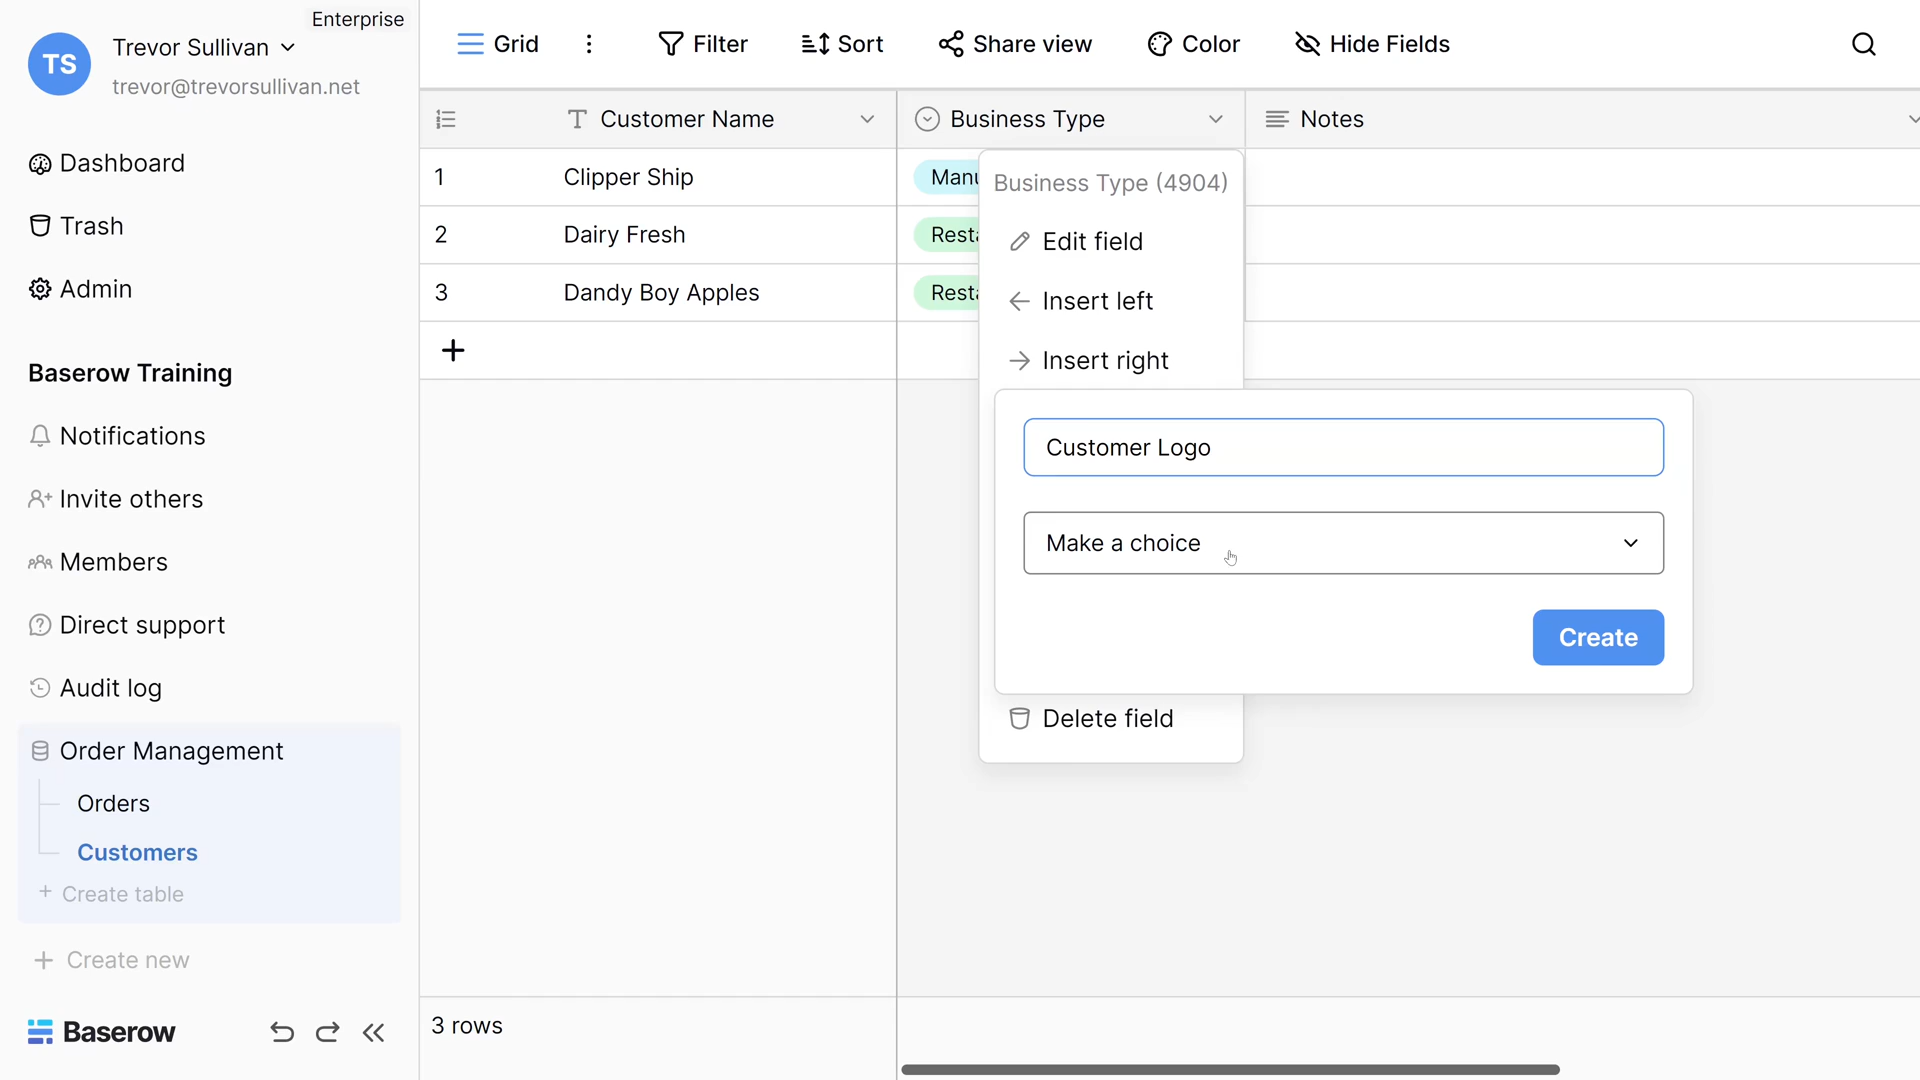 Enterprise
TS
Trevor Sullivan
trevor@trevorsullivan.net
Dashboard
Trash
Admin
Baserow Training
Notifications
Invite others
Members
Direct support
Audit log
Order Management
Orders
Customers
+ Create table
+ Create new
Baserow
Grid
Filter
Sort
Share view
Color
Hide Fields
Customer Name
Business Type
Notes
1
Clipper Ship
Manu
2
Dairy Fresh
Resta
3
Dandy Boy Apples
Resta
+
Business Type (4904)
Edit field
Insert left
Insert right
Customer Logo
Make a choice
Create
Delete field
3 rows